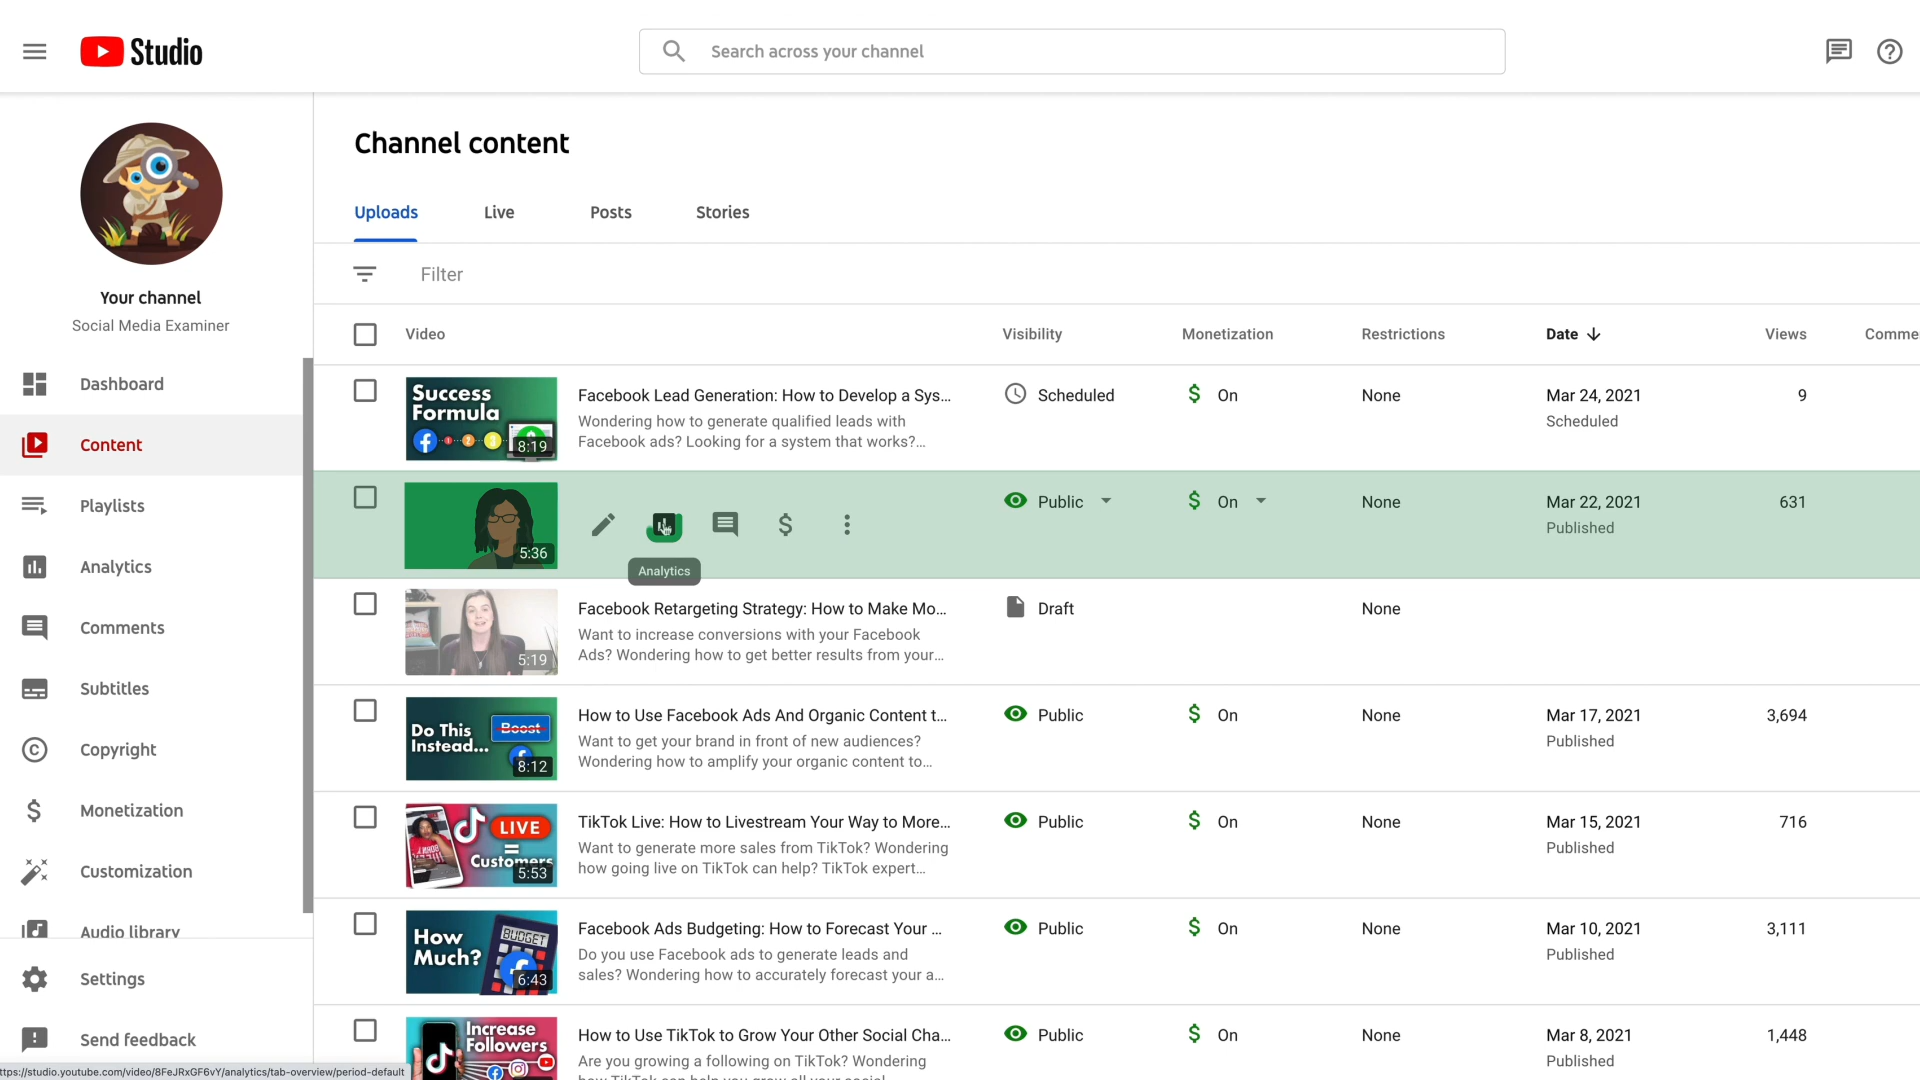 Studio
Search across your channel
Your channel
Social Media Examiner
Dashboard
Content
Playlists
Analytics
Comments
Subtitles
Copyright
Monetization
Customization
Audio library
Settings
Send feedback
ttps://studio.youtube.com/video/8FeJRxGF6vY/analytics/tab-overview/period-default
Channel content
Uploads Live Posts Stories
Filter
Video Visibility Monetization Restrictions Date Views Comme
Success
Formula
1 2 3
8:19
Facebook Lead Generation: How to Develop a Sys...
Wondering how to generate qualified leads with
Facebook ads? Looking for a system that works?...
Scheduled $ On None Mar 24, 2021 9
Scheduled
5:36
Analytics
Public $ On None Mar 22, 2021 631
Published
5:19
Facebook Retargeting Strategy: How to Make Mo...
Want to increase conversions with your Facebook
Ads? Wondering how to get better results from your...
Draft None
Do This
Instead...
Boost
8:12
How to Use Facebook Ads And Organic Content t...
Want to get your brand in front of new audiences?
Wondering how to amplify your organic content to...
Public $ On None Mar 17, 2021 3,694
Published
LIVE
=
Customers
5:53
TikTok Live: How to Livestream Your Way to More...
Want to generate more sales from TikTok? Wondering
how going live on TikTok can help? TikTok expert...
Public $ On None Mar 15, 2021 716
Published
How
Much?
BUDGET
6:43
Facebook Ads Budgeting: How to Forecast Your ...
Do you use Facebook ads to generate leads and
sales? Wondering how to accurately forecast your a...
Public $ On None Mar 10, 2021 3,111
Published
Increase
Followers
How to Use TikTok to Grow Your Other Social Cha...
Are you growing a following on TikTok? Wondering
how TikTok can help you grow all your social
Public $ On None Mar 8, 2021 1,448
Published